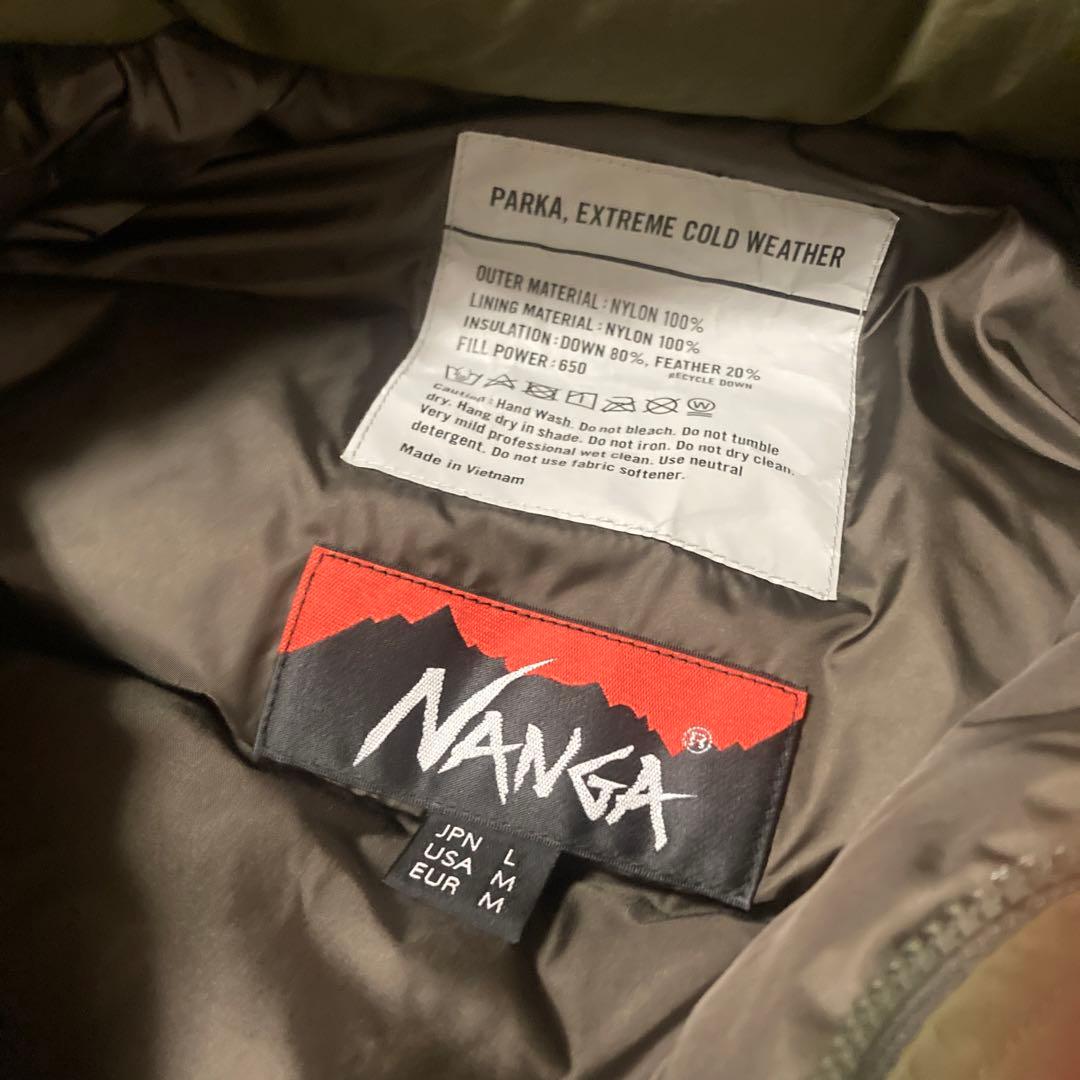 PARKA, EXTREME COLD WEATHER
OUTER MATERIAL : NYLON 100%
LINING MATERIAL : NYLON 100%
INSULATION : DOWN 80%, FEATHER 20%
RECYCLE DOWN
FILL POWER : 650
W
Caution : Hand Wash. Do not bleach. Do not tumble
dry. Hang dry in shade. Do not iron. Do not dry clean.
Very mild professional wet clean. Use neutral
detergent. Do not use fabric softener.
Made in Vietnam
NANGA ®
JPN L
USA M
EUR M